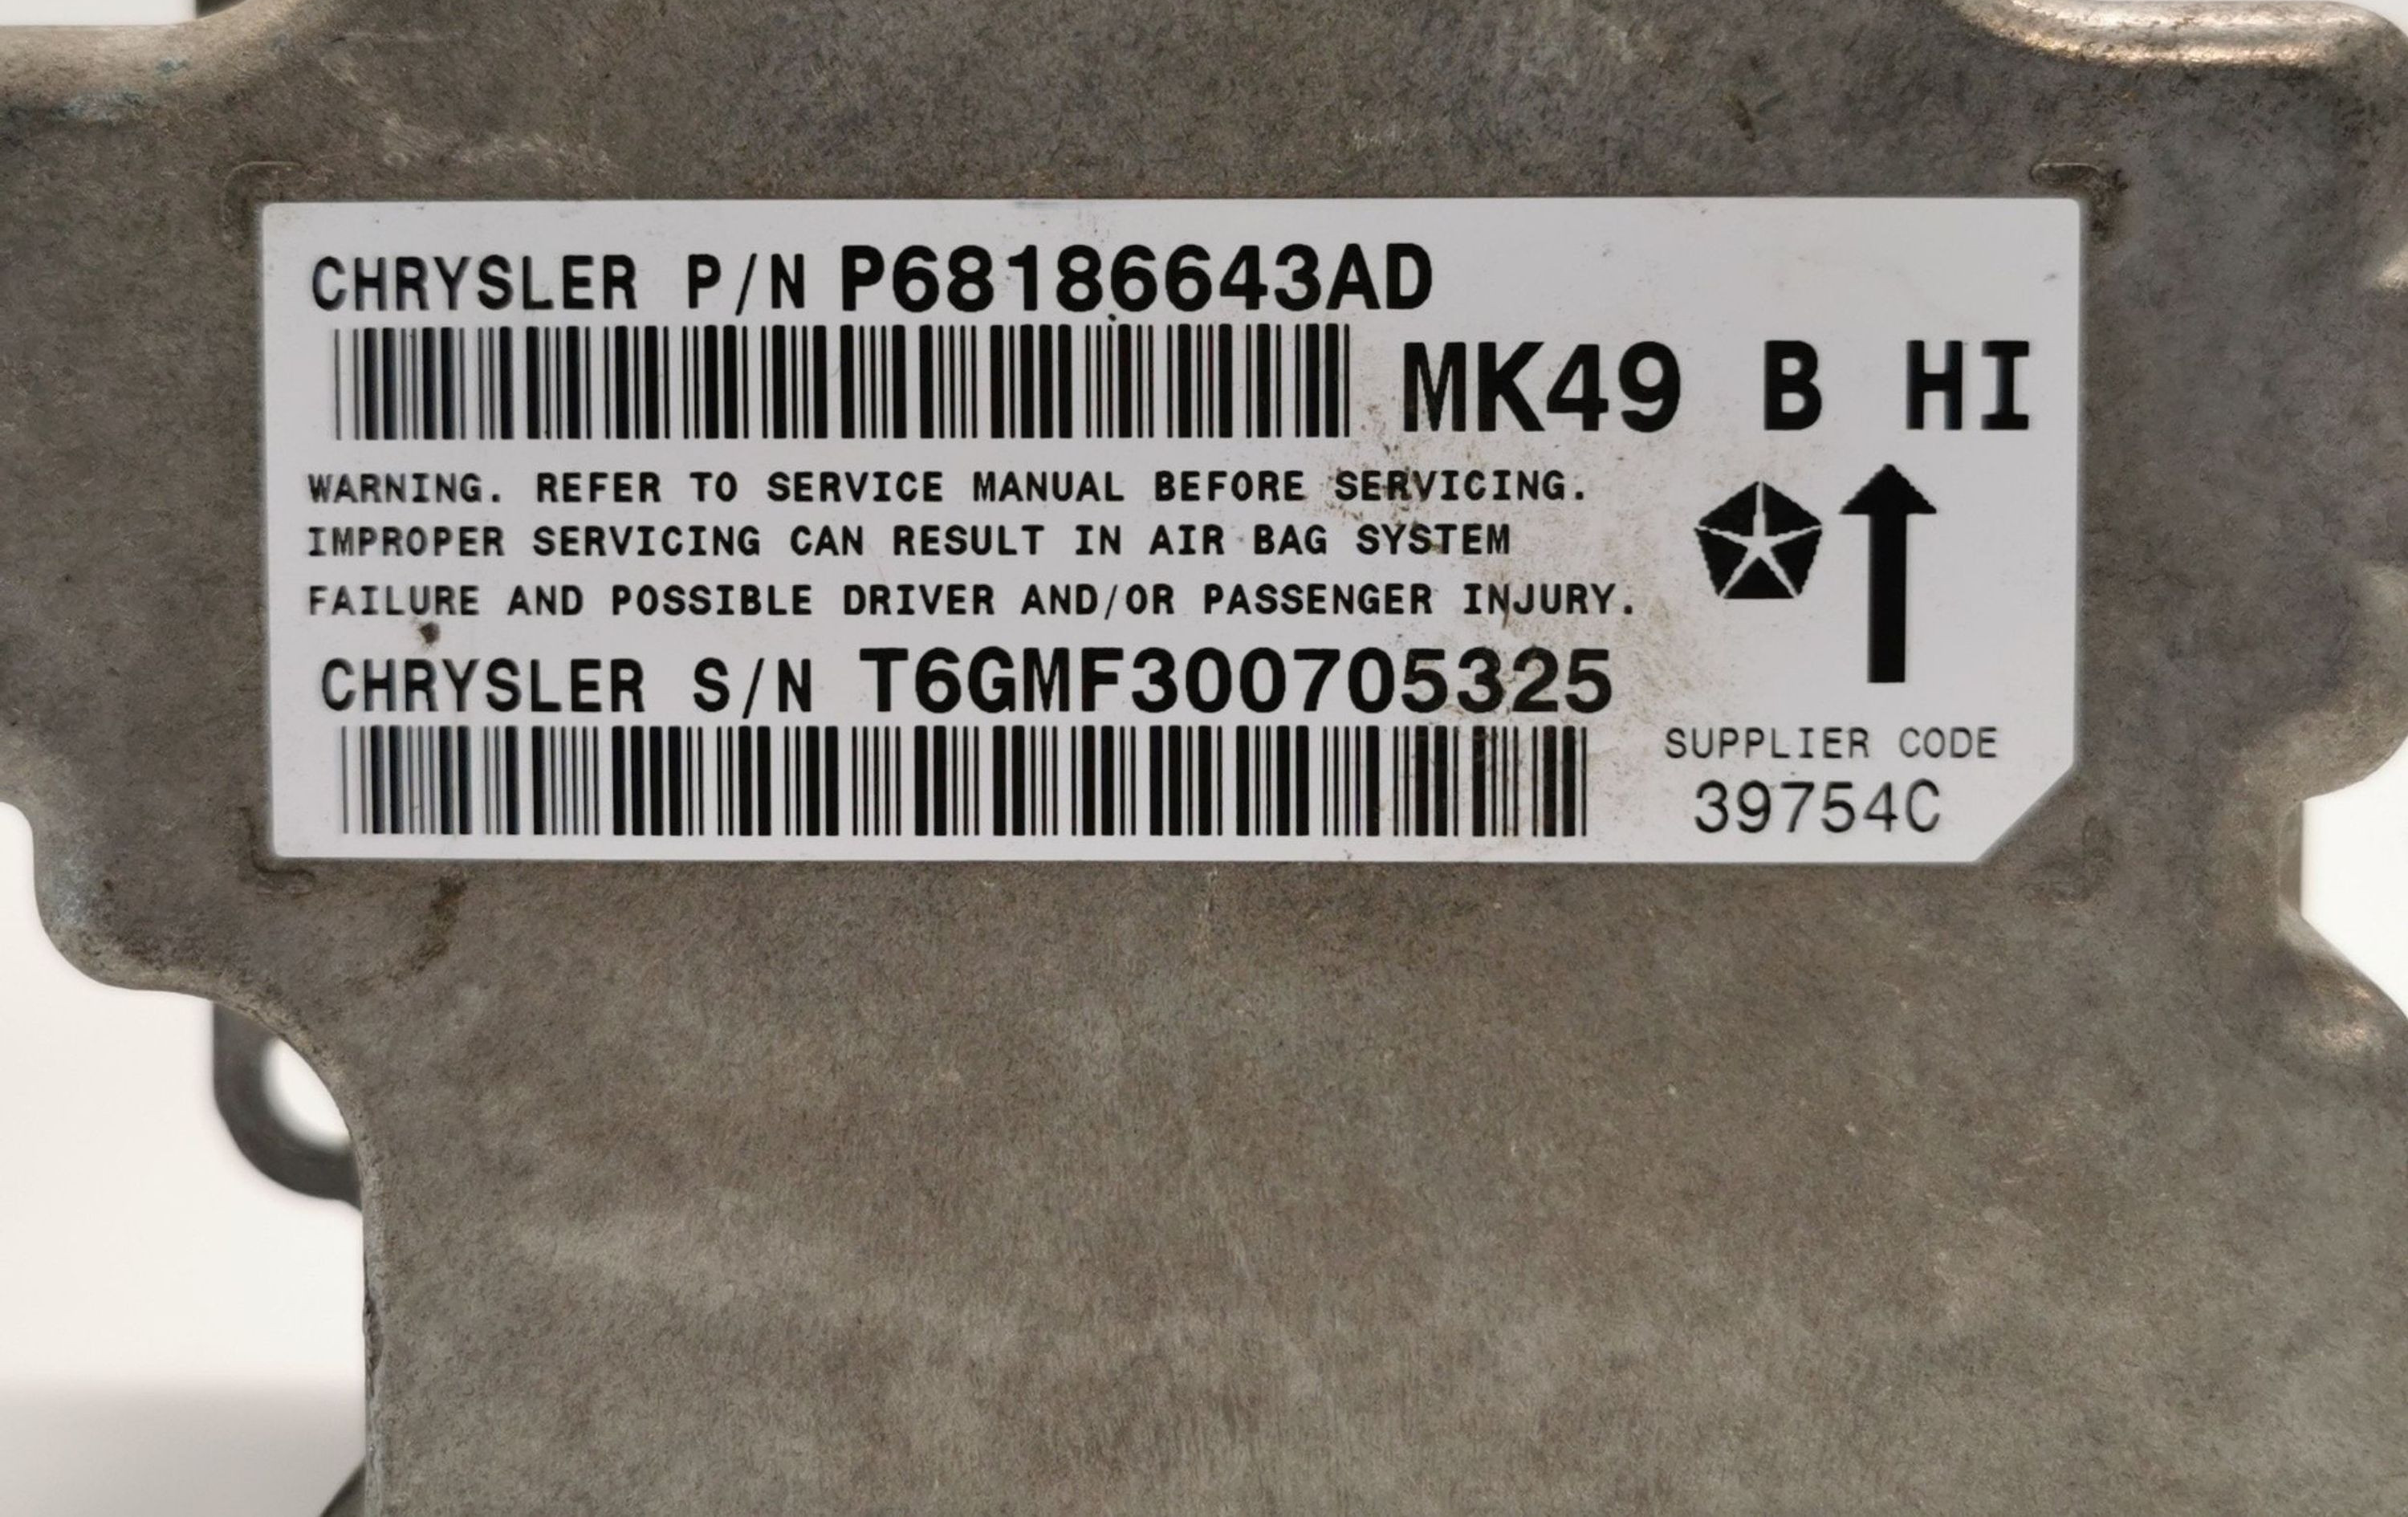 CHRYSLER P/N P68186643AD
MK49 B HI
WARNING. REFER TO SERVICE MANUAL BEFORE SERVICING.
IMPROPER SERVICING CAN RESULT IN AIR BAG SYSTEM
FAILURE AND POSSIBLE DRIVER AND/OR PASSENGER INJURY.
CHRYSLER S/N T6GMF300705325
SUPPLIER CODE
39754C